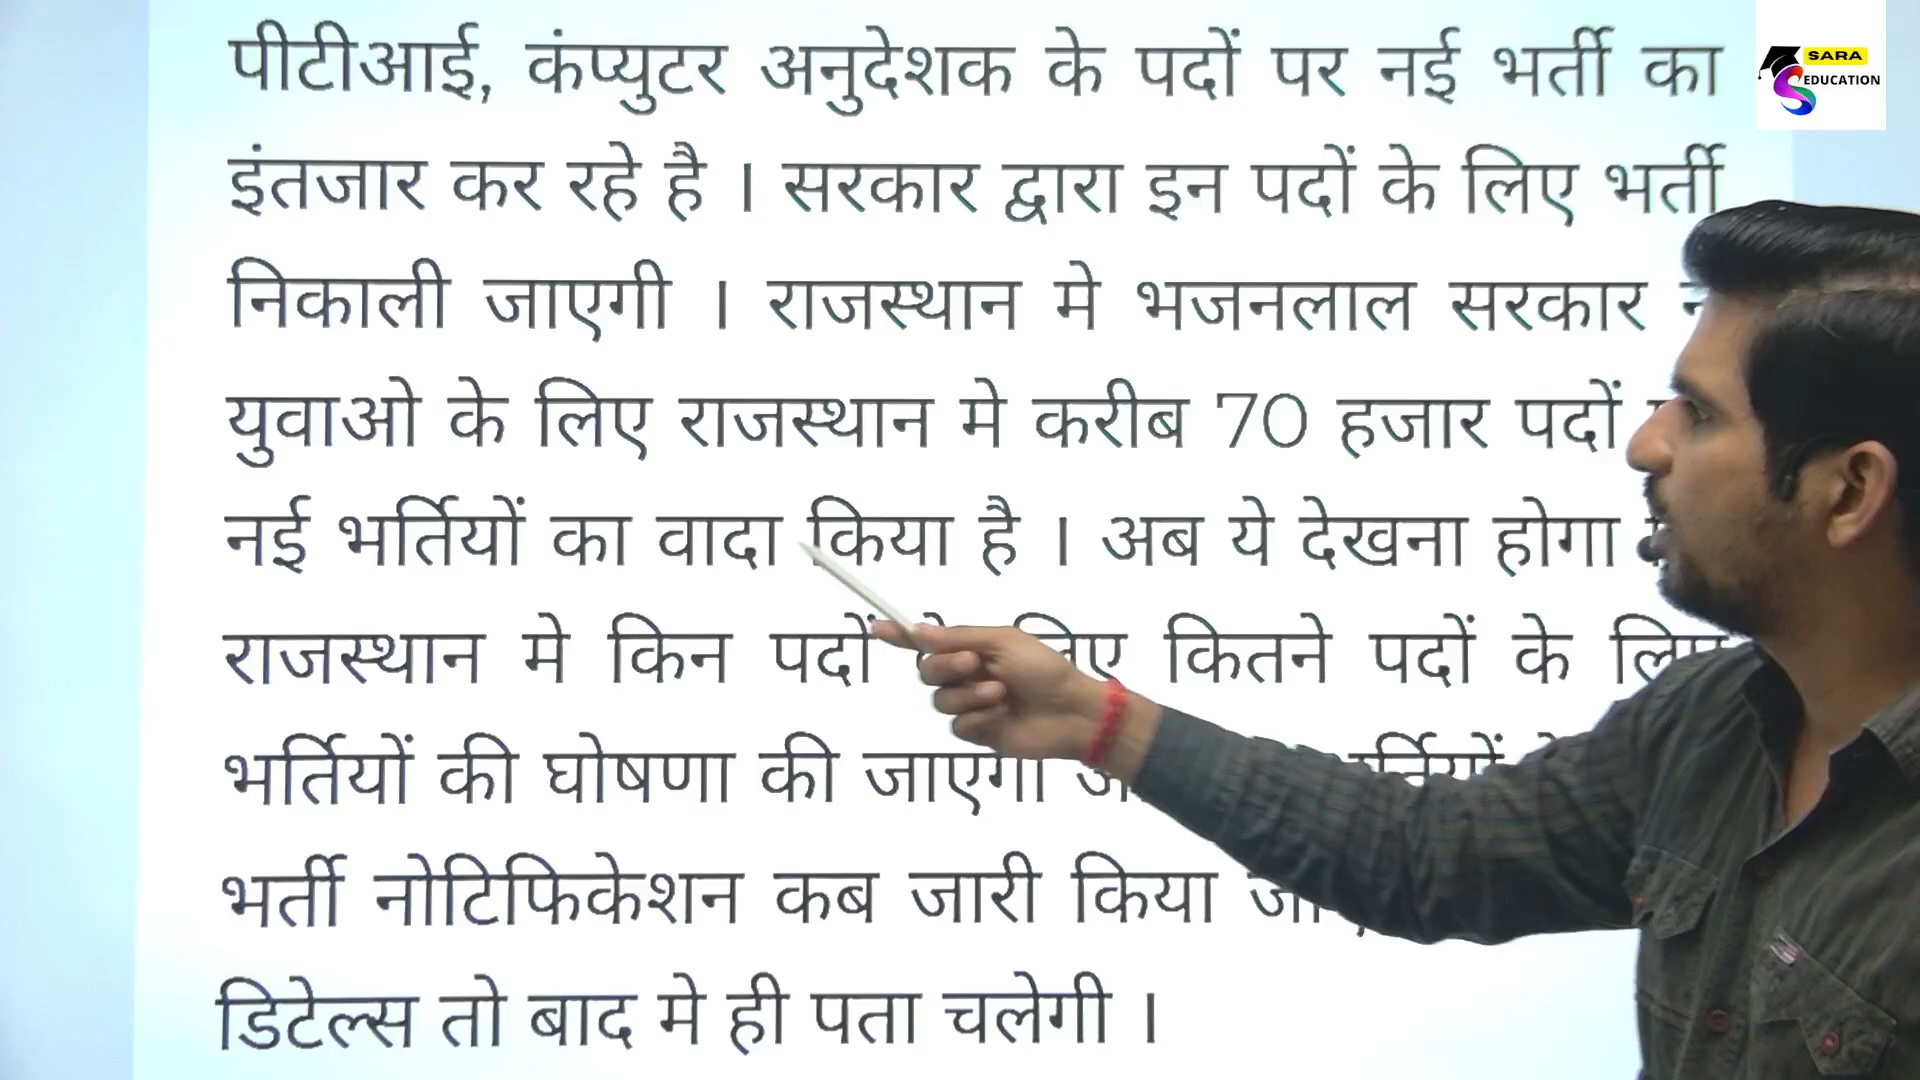 पीटीआई, कंप्युटर अनुदेशक के पदों पर नई भर्ती का
इंतजार कर रहे है । सरकार द्वारा इन पदों के लिए भर्ती
निकाली जाएगी । राजस्थान मे भजनलाल सरकार
युवाओ के लिए राजस्थान मे करीब 70 हजार पदों
नई भर्तियों का वादा किया है । अब ये देखना होगा
राजस्थान मे किन पदों के लिए कितने पदों के लिए
भर्तियों की घोषणा की जाएगी
भर्ती नोटिफिकेशन कब जारी किया
डिटेल्स तो बाद मे ही पता चलेगी ।
SARA
EDUCATION